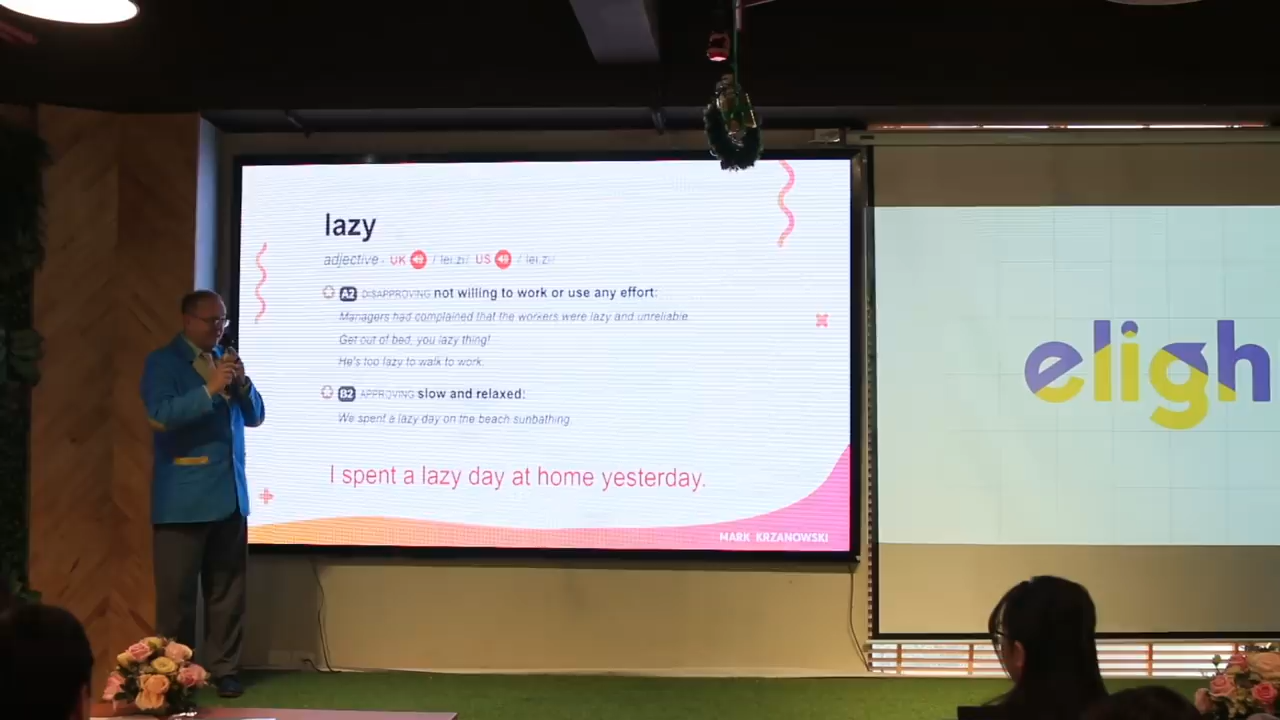 lazy
adjective · UK /ˈleɪ.zi/ US /ˈleɪ.zi/
A2 DISAPPROVING not willing to work or use any effort:
Managers had complained that the workers were lazy and unreliable.
Get out of bed, you lazy thing!
He's too lazy to walk to work.
B2 APPROVING slow and relaxed:
We spent a lazy day on the beach sunbathing.
I spent a lazy day at home yesterday.
MARK KRZANOWSKI
eligh